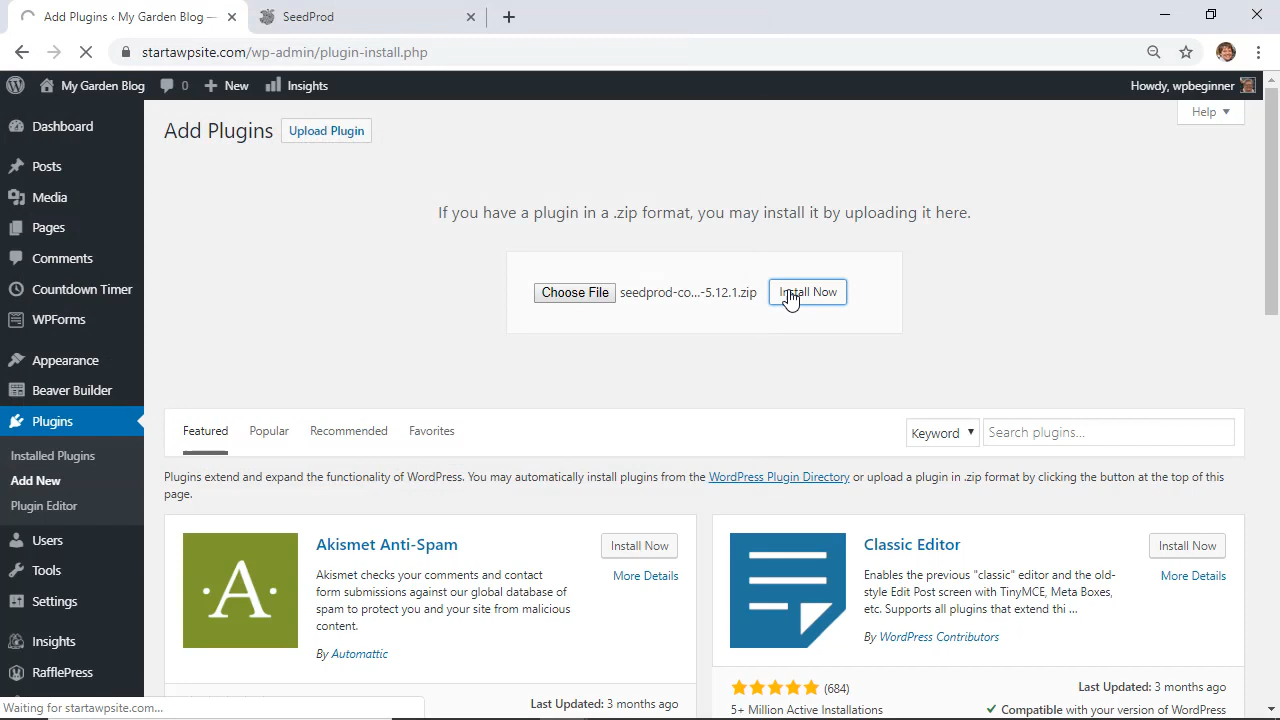 Add Plugins ‹ My Garden Blog —
SeedProd
startawpsite.com/wp-admin/plugin-install.php
My Garden Blog
0
New
Insights
Howdy, wpbeginner
Dashboard
Posts
Media
Pages
Comments
Countdown Timer
WPForms
Appearance
Beaver Builder
Plugins
Installed Plugins
Add New
Plugin Editor
Users
Tools
Settings
Insights
RafflePress
Add Plugins
Upload Plugin
Help
If you have a plugin in a .zip format, you may install it by uploading it here.
Choose File seedprod-co...-5.12.1.zip
Install Now
Featured
Popular
Recommended
Favorites
Keyword
Search plugins...
Plugins extend and expand the functionality of WordPress. You may automatically install plugins from the WordPress Plugin Directory or upload a plugin in .zip format by clicking the button at the top of this
page.
Akismet Anti-Spam
Install Now
More Details
Akismet checks your comments and contact
form submissions against our global database of
spam to protect you and your site from malicious
content.
By Automattic
Last Updated: 3 months ago
Classic Editor
Install Now
More Details
Enables the previous "classic" editor and the old-
style Edit Post screen with TinyMCE, Meta Boxes,
etc. Supports all plugins that extend thi ...
By WordPress Contributors
(684)
5+ Million Active Installations
Last Updated: 3 months ago
Compatible with your version of WordPress
Waiting for startawpsite.com...